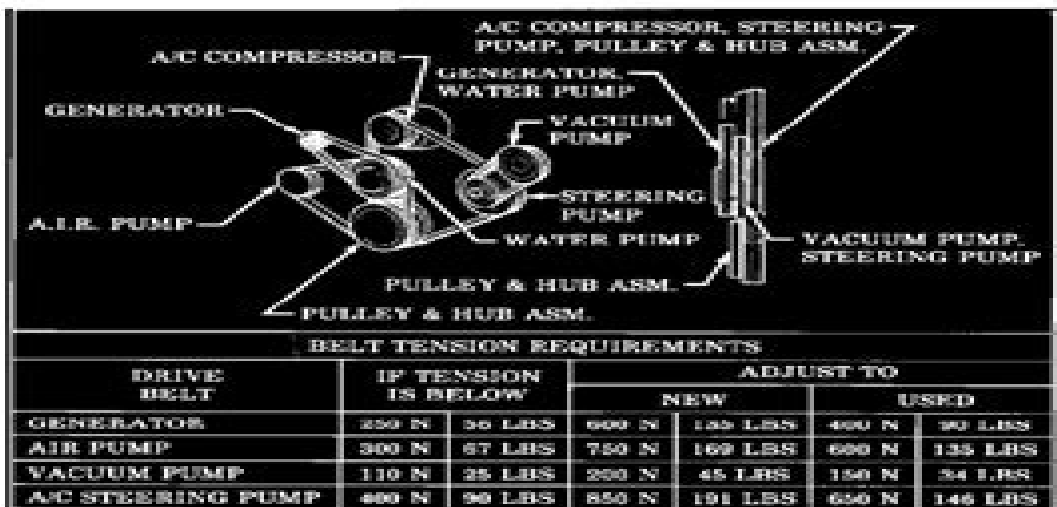 A/C COMPRESSOR, STEERING
PUMP, PULLEY & HUB ASM.
A/C COMPRESSOR
GENERATOR,
WATER PUMP
GENERATOR
VACUUM
PUMP
STEERING
PUMP
A.I.R. PUMP
WATER PUMP
VACUUM PUMP,
STEERING PUMP
PULLEY & HUB ASM.
PULLEY & HUB ASM.
BELT TENSION REQUIREMENTS
DRIVE BELT IF TENSION IS BELOW ADJUST TO
NEW USED
GENERATOR 250 N 56 LBS 600 N 135 LBS 400 N 90 LBS
AIR PUMP 300 N 67 LBS 750 N 169 LBS 600 N 135 LBS
VACUUM PUMP 110 N 25 LBS 200 N 45 LBS 150 N 34 LBS
A/C STEERING PUMP 400 N 90 LBS 850 N 191 LBS 650 N 146 LBS